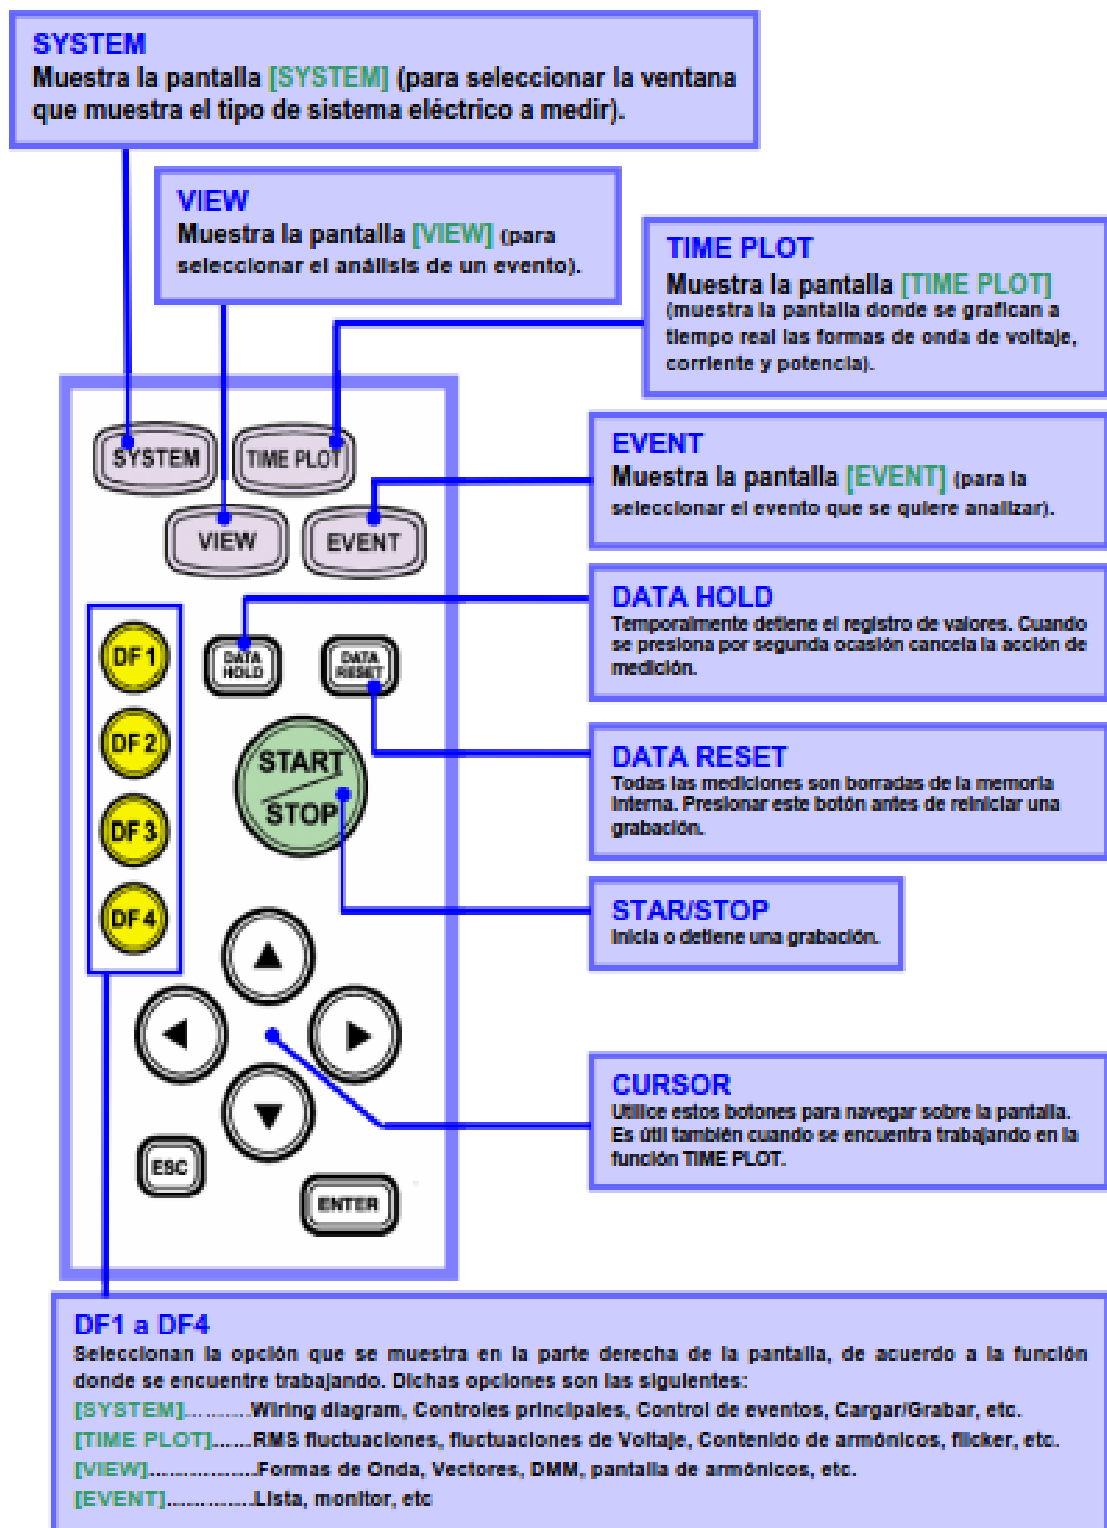 SYSTEM
Muestra la pantalla [SYSTEM] (para seleccionar la ventana
que muestra el tipo de sistema eléctrico a medir).
VIEW
Muestra la pantalla [VIEW] (para
seleccionar el análisis de un evento).
TIME PLOT
Muestra la pantalla [TIME PLOT]
(muestra la pantalla donde se grafican a
tiempo real las formas de onda de voltaje,
corriente y potencia).
EVENT
Muestra la pantalla [EVENT] (para la
seleccionar el evento que se quiere analizar).
DATA HOLD
Temporalmente detiene el registro de valores. Cuando
se presiona por segunda ocasión cancela la acción de
medición.
DATA RESET
Todas las mediciones son borradas de la memoria
interna. Presionar este botón antes de reiniciar una
grabación.
STAR/STOP
Inicia o detiene una grabación.
CURSOR
Utilice estos botones para navegar sobre la pantalla.
Es útil también cuando se encuentra trabajando en la
función TIME PLOT.
SYSTEM
TIME PLOT
VIEW
EVENT
DF1
DF2
DF3
DF4
DATA
HOLD
DATA
RESET
START
STOP
ESC
ENTER
DF1 a DF4
Seleccionan la opción que se muestra en la parte derecha de la pantalla, de acuerdo a la función
donde se encuentre trabajando. Dichas opciones son las siguientes:
[SYSTEM]...........Wiring diagram, Controles principales, Control de eventos, Cargar/Grabar, etc.
[TIME PLOT]......RMS fluctuaciones, fluctuaciones de Voltaje, Contenido de armónicos, flicker, etc.
[VIEW]..................Formas de Onda, Vectores, DMM, pantalla de armónicos, etc.
[EVENT]..............Lista, monitor, etc